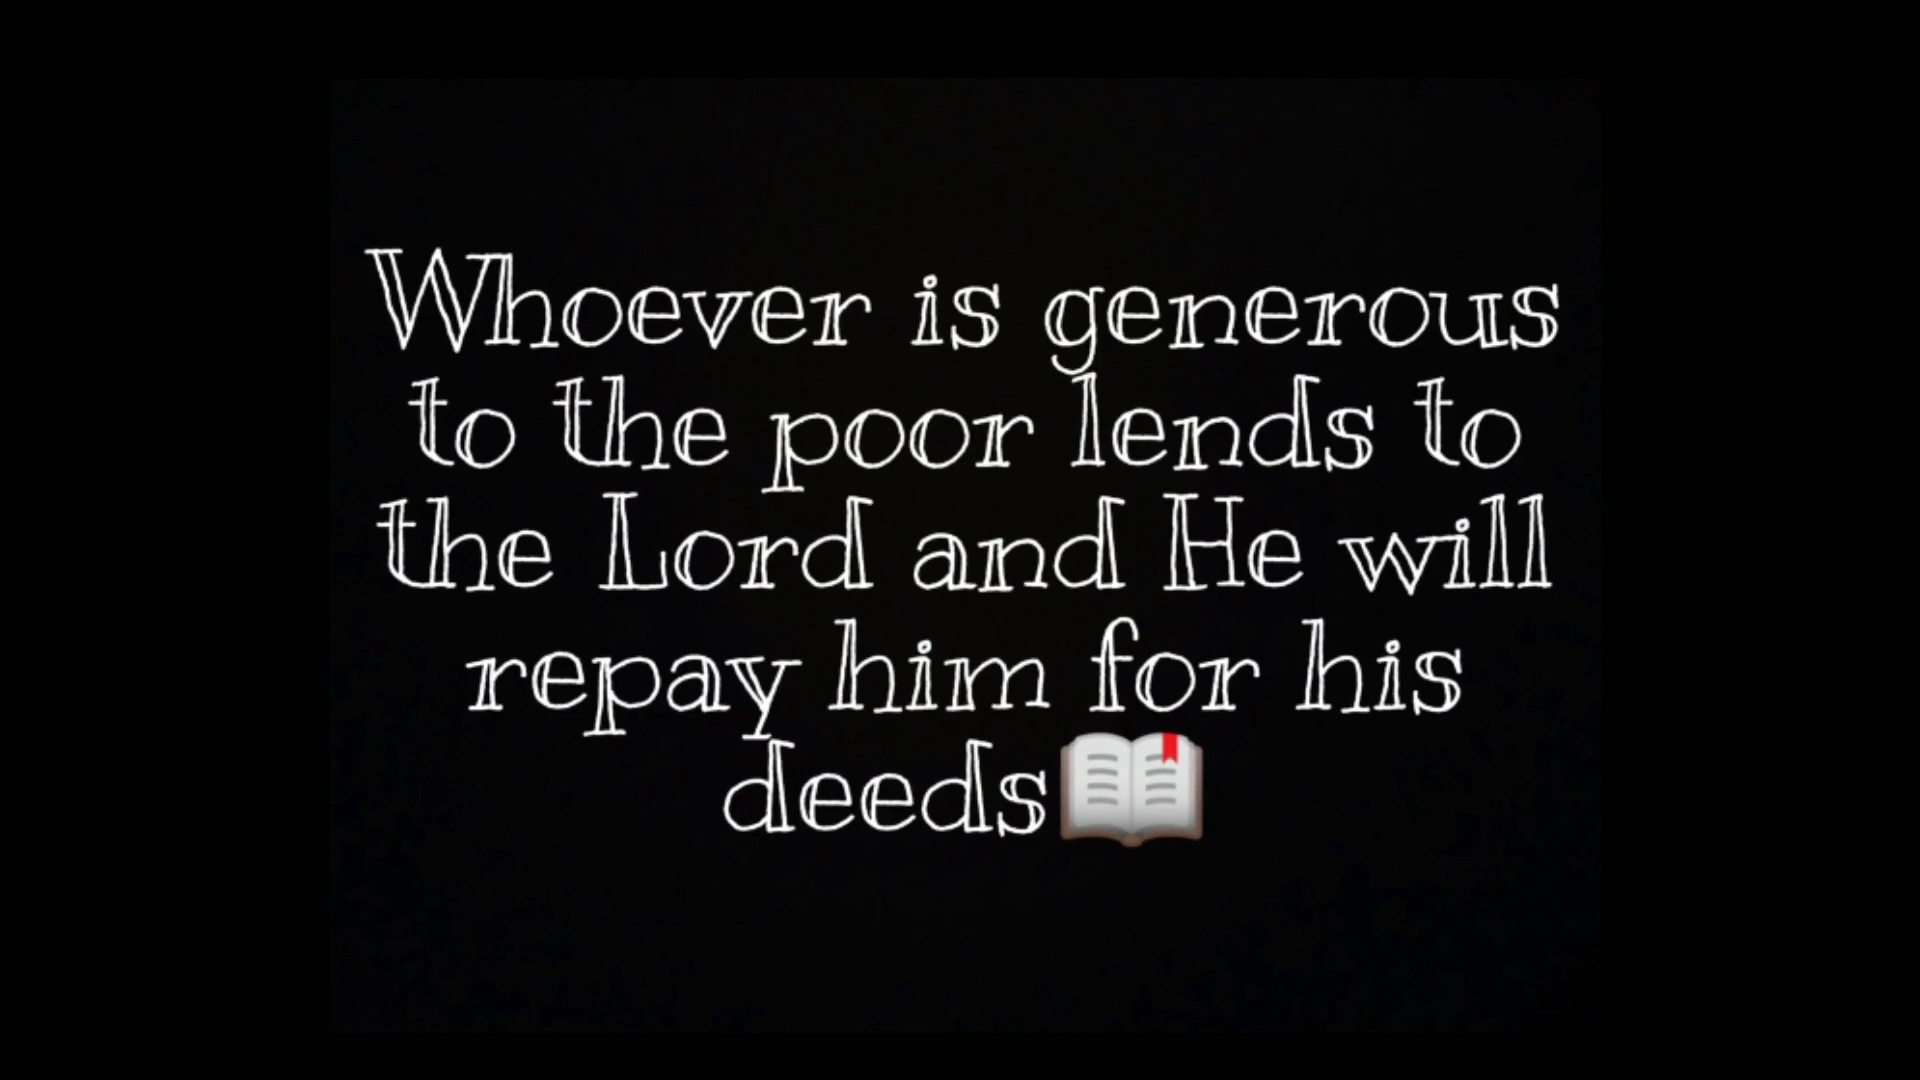 Whoever is generous
to the poor lends to
the Lord and He will
repay him for his
deeds📖